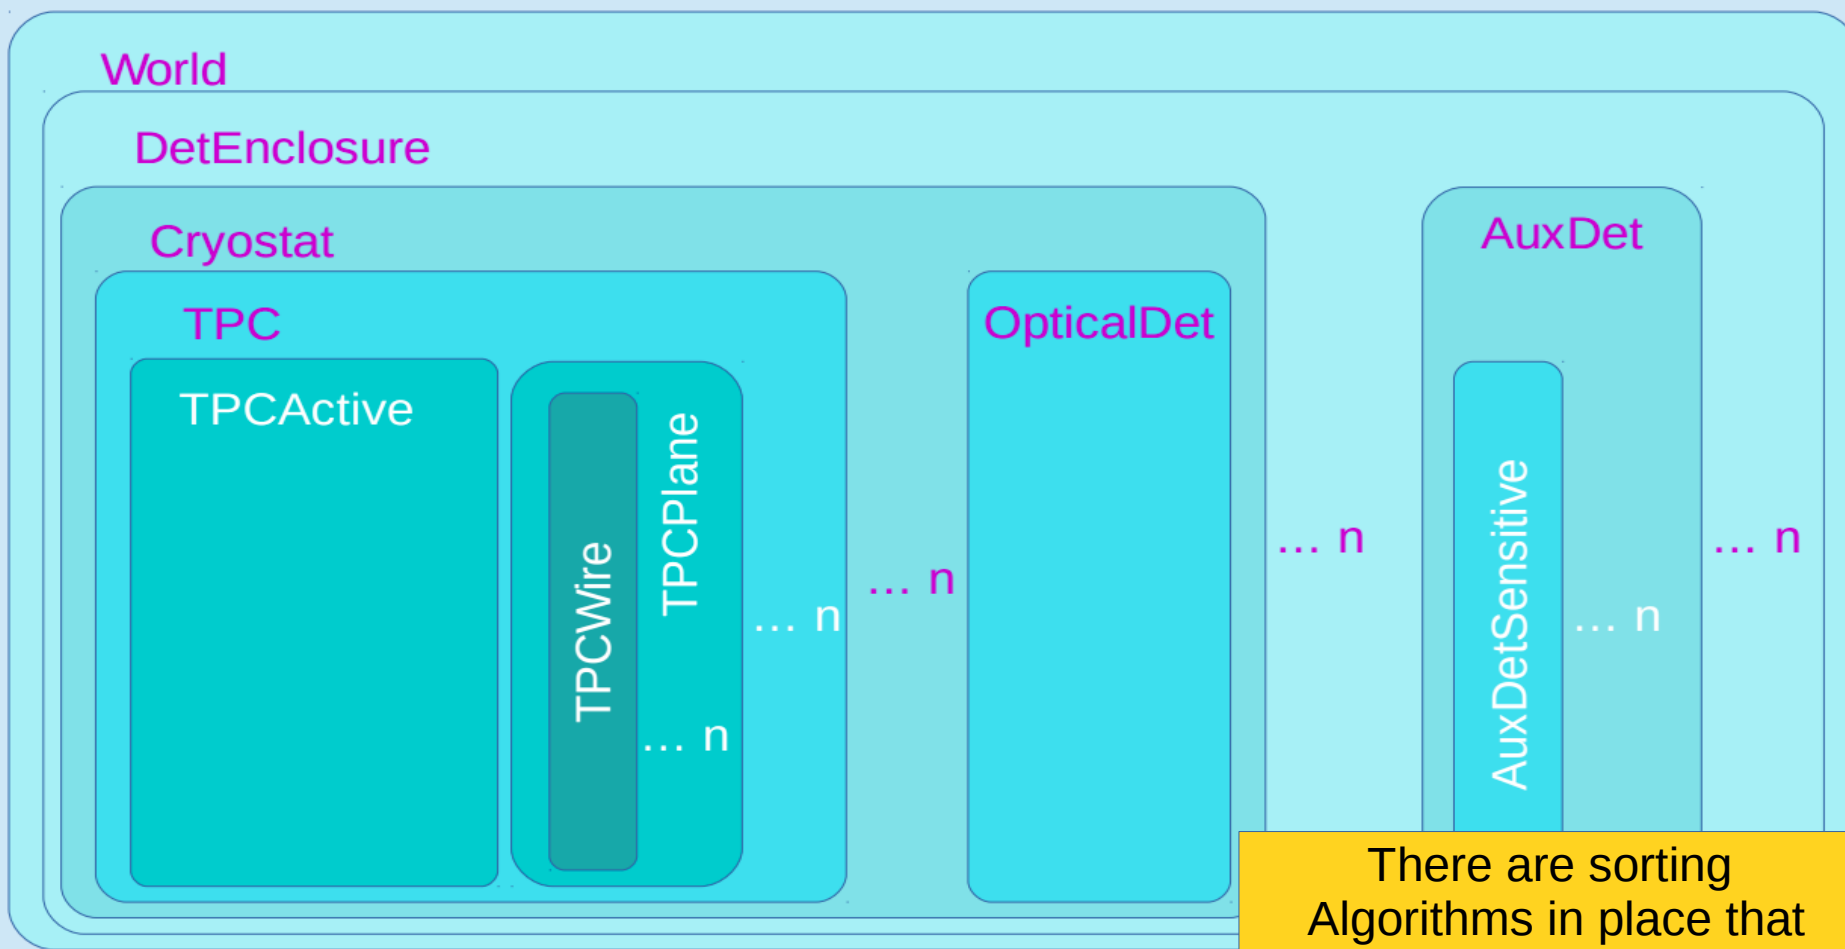 World
DetEnclosure
Cryostat
AuxDet
TPC
OpticalDet
TPCActive
TPCWire
TPCPlane
... n
... n
... n
... n
AuxDetSensitive
... n
... n
There are sorting
Algorithms in place that